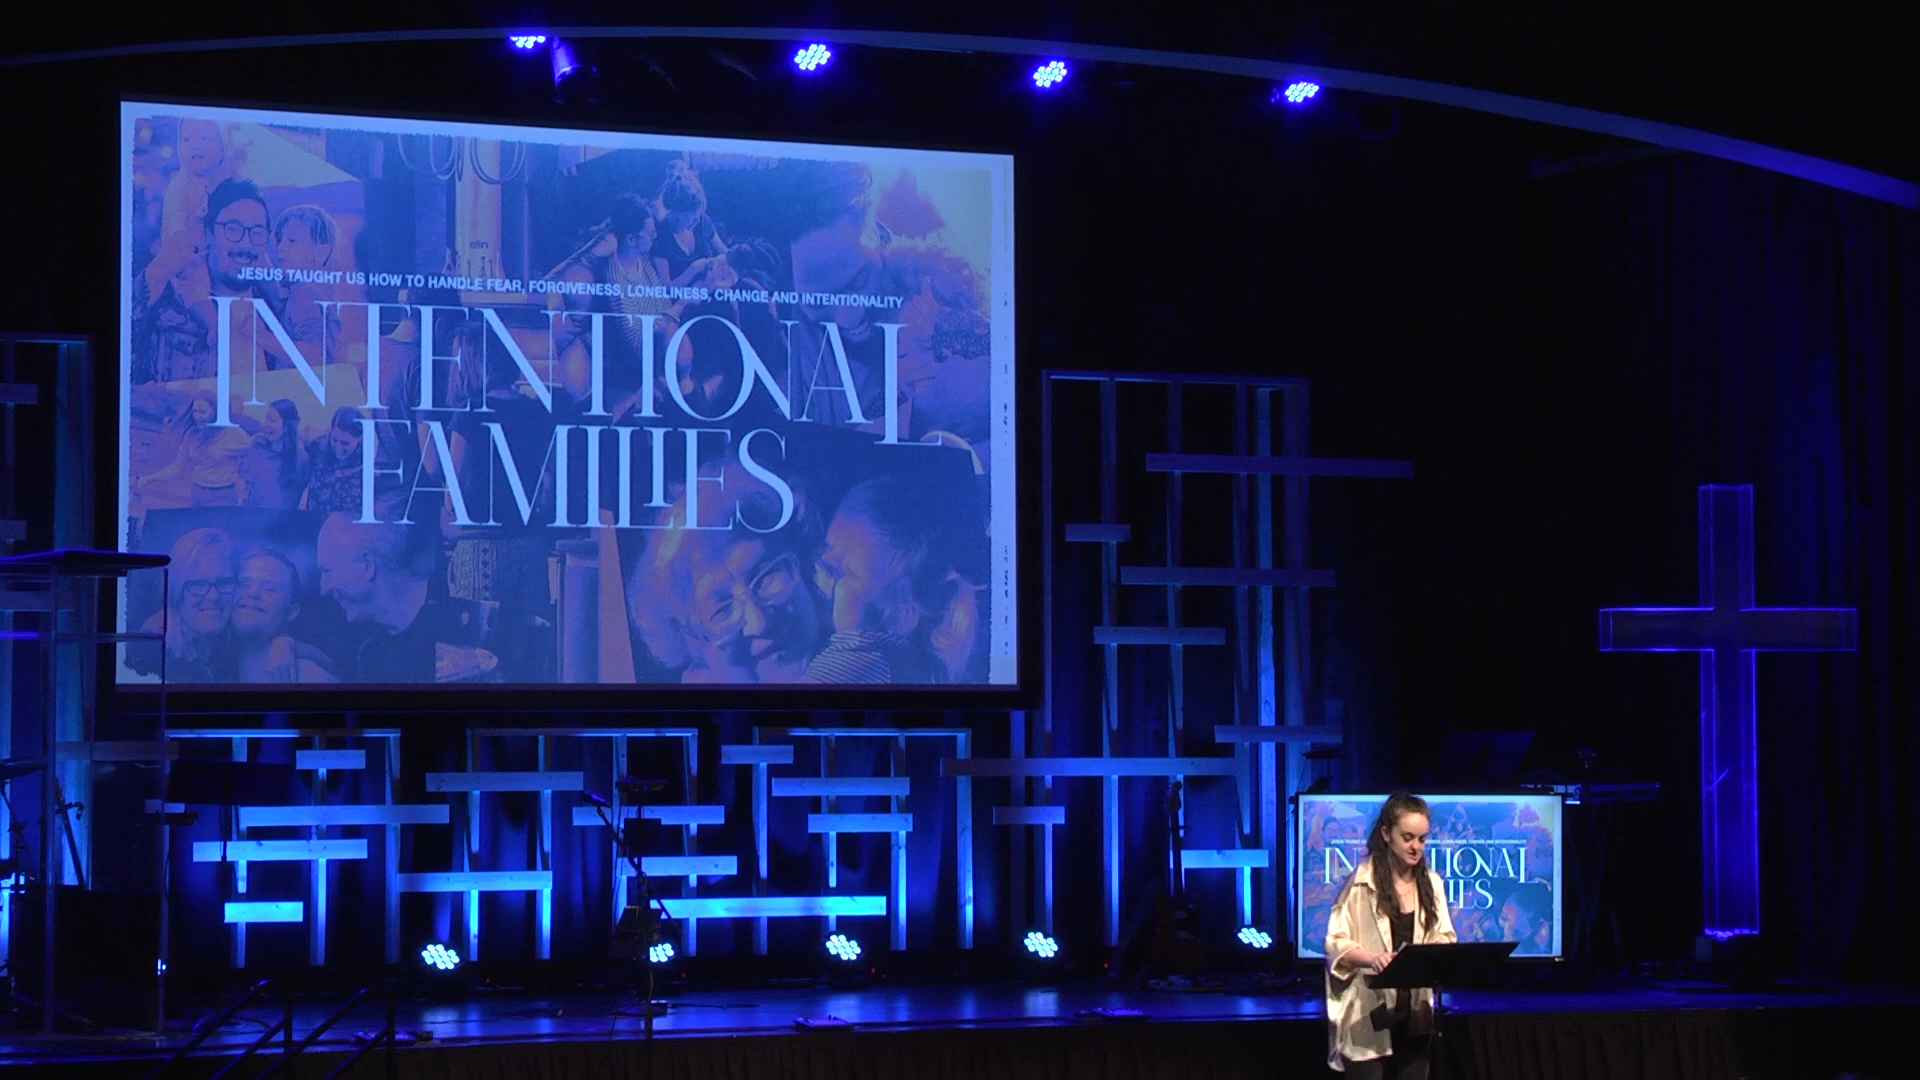 JESUS TAUGHT US HOW TO HANDLE FEAR, FORGIVENESS, LONELINESS, CHANGE AND INTENTIONALITY
INTENTIONAL
FAMILIES